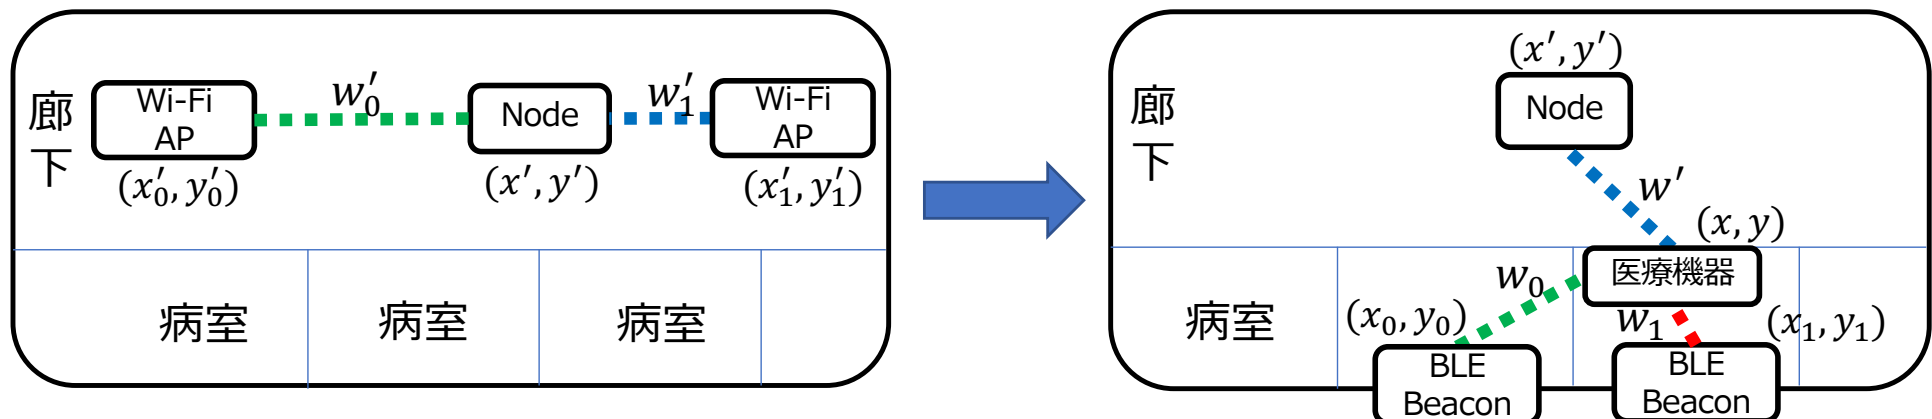 廊下
Wi-Fi
AP
(x′₀, y′₀)
w′₀
Node
(x′, y′)
w′₁
Wi-Fi
AP
(x′₁, y′₁)
病室
病室
病室
廊下
(x′, y′)
Node
w′
(x, y)
医療機器
病室
w₀
(x₀, y₀)
w₁
(x₁, y₁)
BLE
Beacon
BLE
Beacon